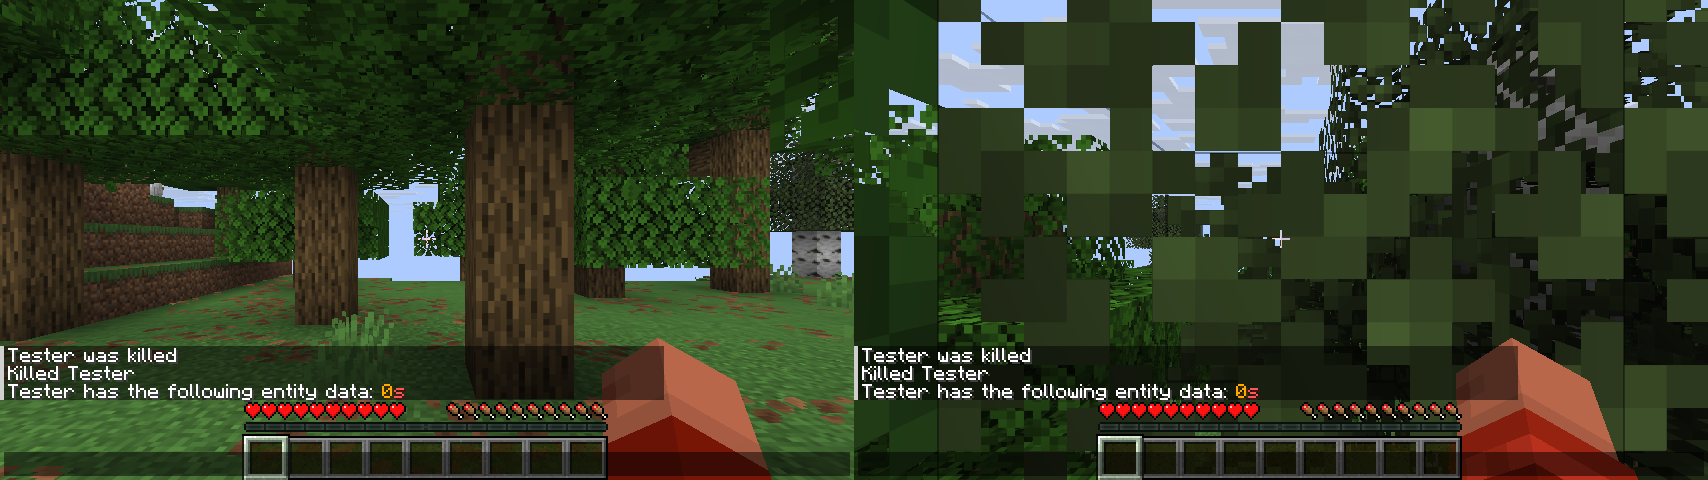 Tester was killed
Killed Tester
Tester has the following entity data: 0s
Tester was killed
Killed Tester
Tester has the following entity data: 0s